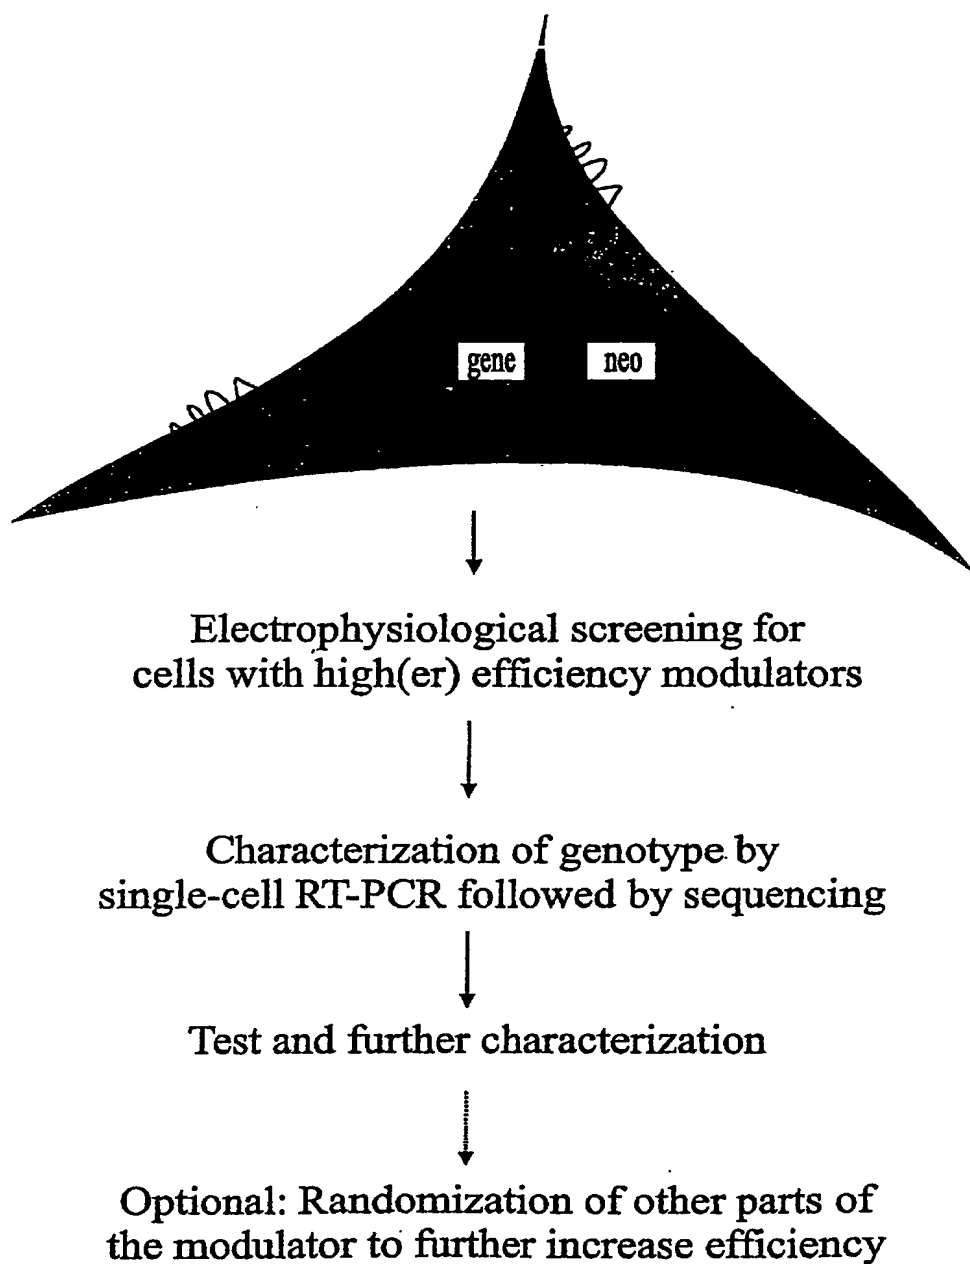 gene neo
Electrophysiological screening for
cells with high(er) efficiency modulators
Characterization of genotype by
single-cell RT-PCR followed by sequencing
Test and further characterization
Optional: Randomization of other parts of
the modulator to further increase efficiency